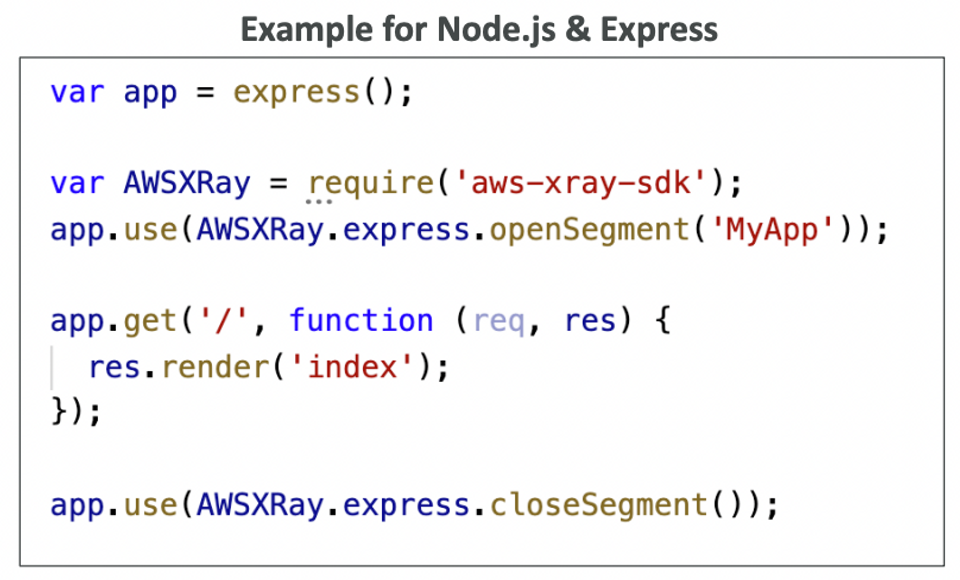 Example for Node.js & Express
var app = express();
var AWSXRay = require('aws-xray-sdk');
app.use(AWSXRay.express.openSegment('MyApp'));
app.get('/', function (req, res) {
  res.render('index');
});
app.use(AWSXRay.express.closeSegment());